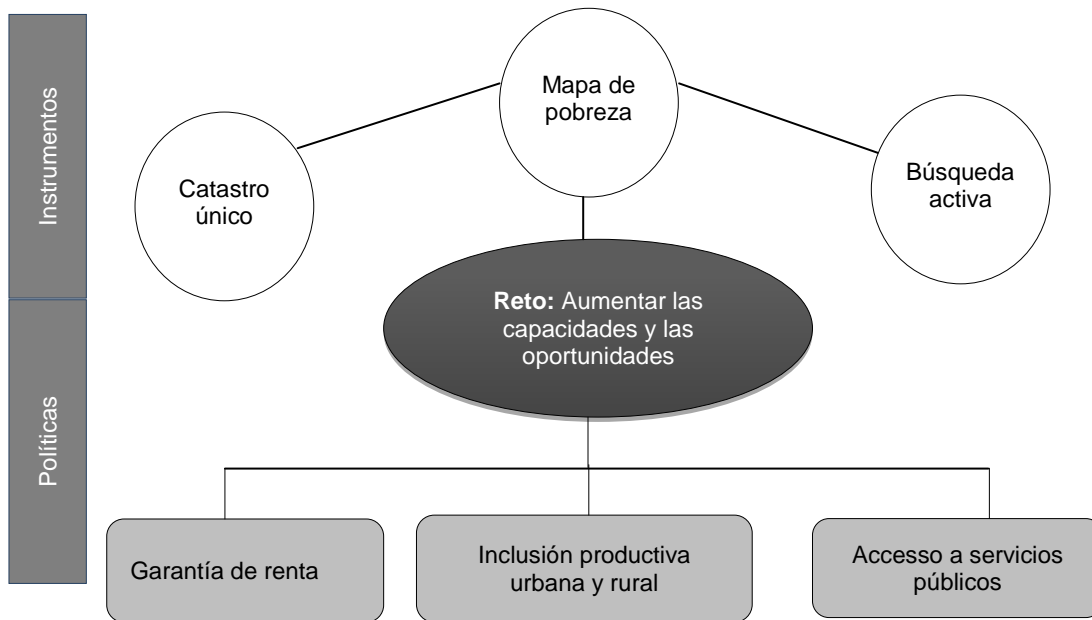 Instrumentos
Mapa de
pobreza
Catastro
único
Búsqueda
activa
Reto: Aumentar las
capacidades y las
oportunidades
Políticas
Garantía de renta
Inclusión productiva
urbana y rural
Accesso a servicios
públicos